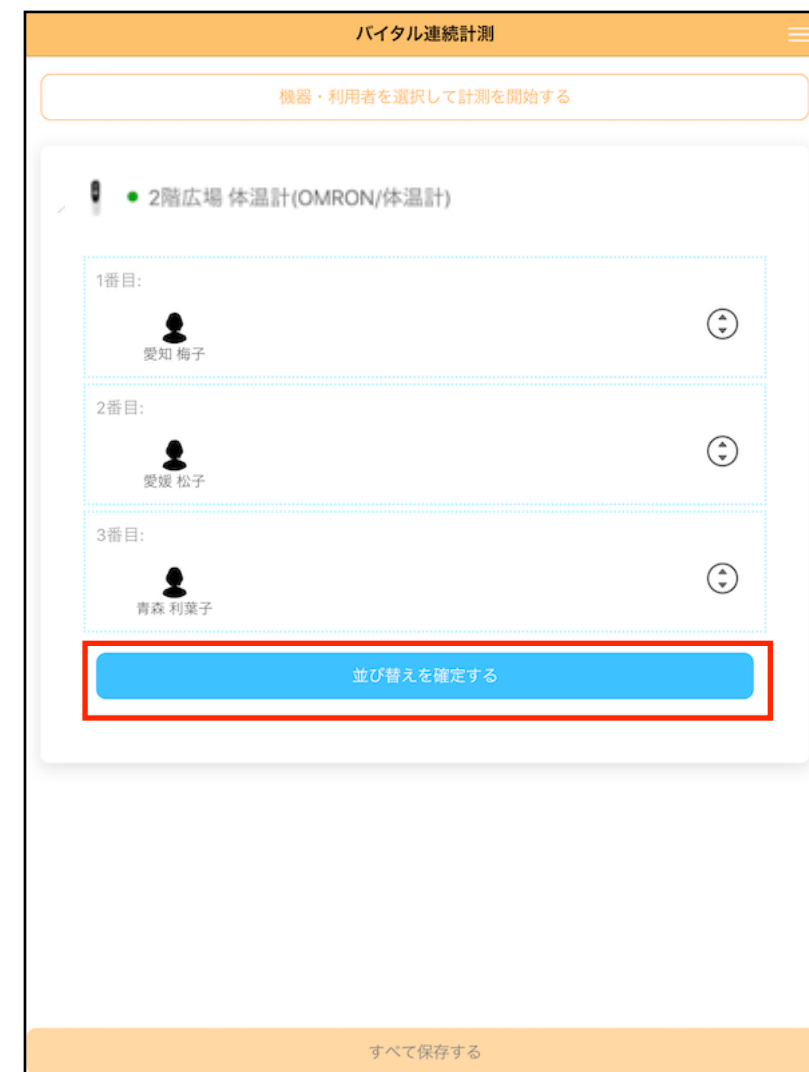 バイタル連続計測
機器・利用者を選択して計測を開始する
2階広場 体温計(OMRON/体温計)
1番目:
愛知 梅子
2番目:
愛媛 松子
3番目:
青森 利葉子
並び替えを確定する
すべて保存する